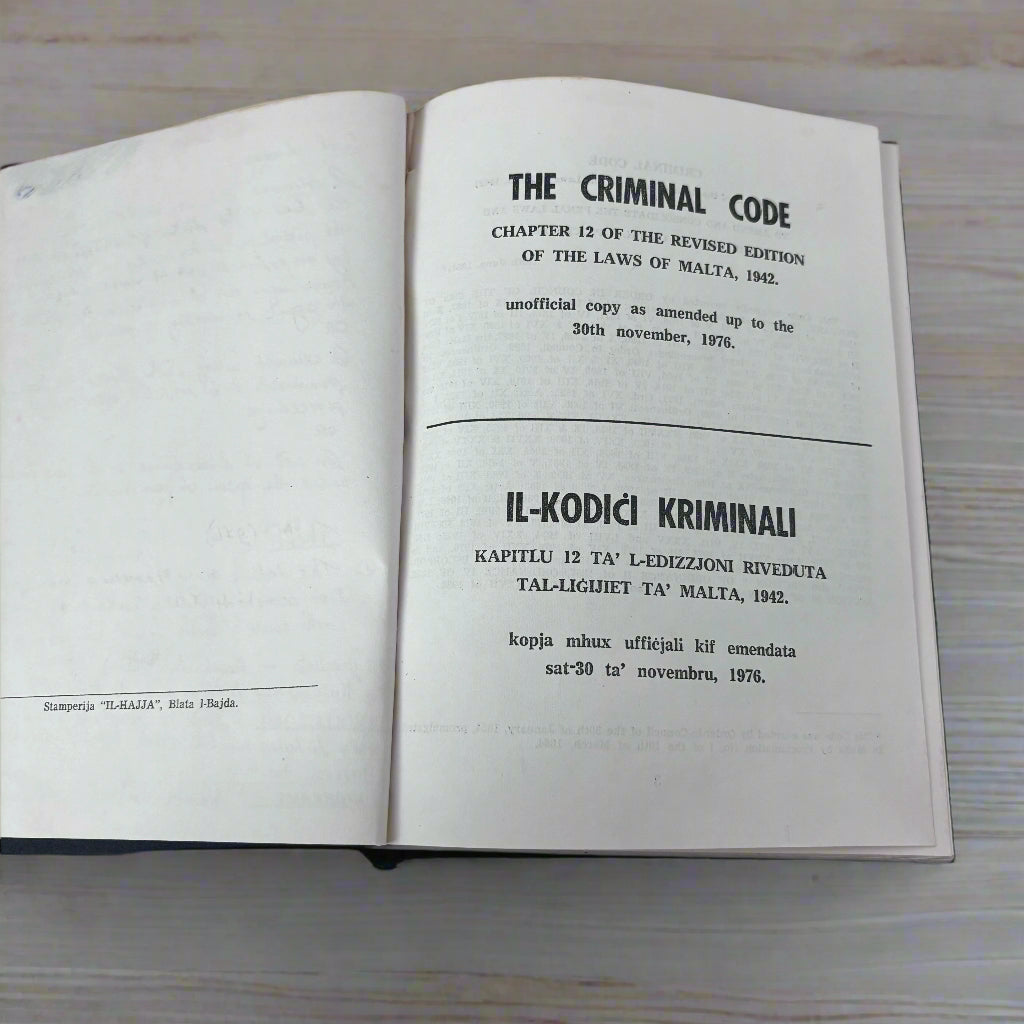 Stamperija "IL-HAJJA", Blata l-Bajda.
THE CRIMINAL CODE
CHAPTER 12 OF THE REVISED EDITION
OF THE LAWS OF MALTA, 1942.
unofficial copy as amended up to the
30th november, 1976.
IL-KODIĊI KRIMINALI
KAPITLU 12 TA' L-EDIZZJONI RIVEDUTA
TAL-LIĠIJIET TA' MALTA, 1942.
kopja mhux uffiċjali kif emendata
sat-30 ta' novembru, 1976.